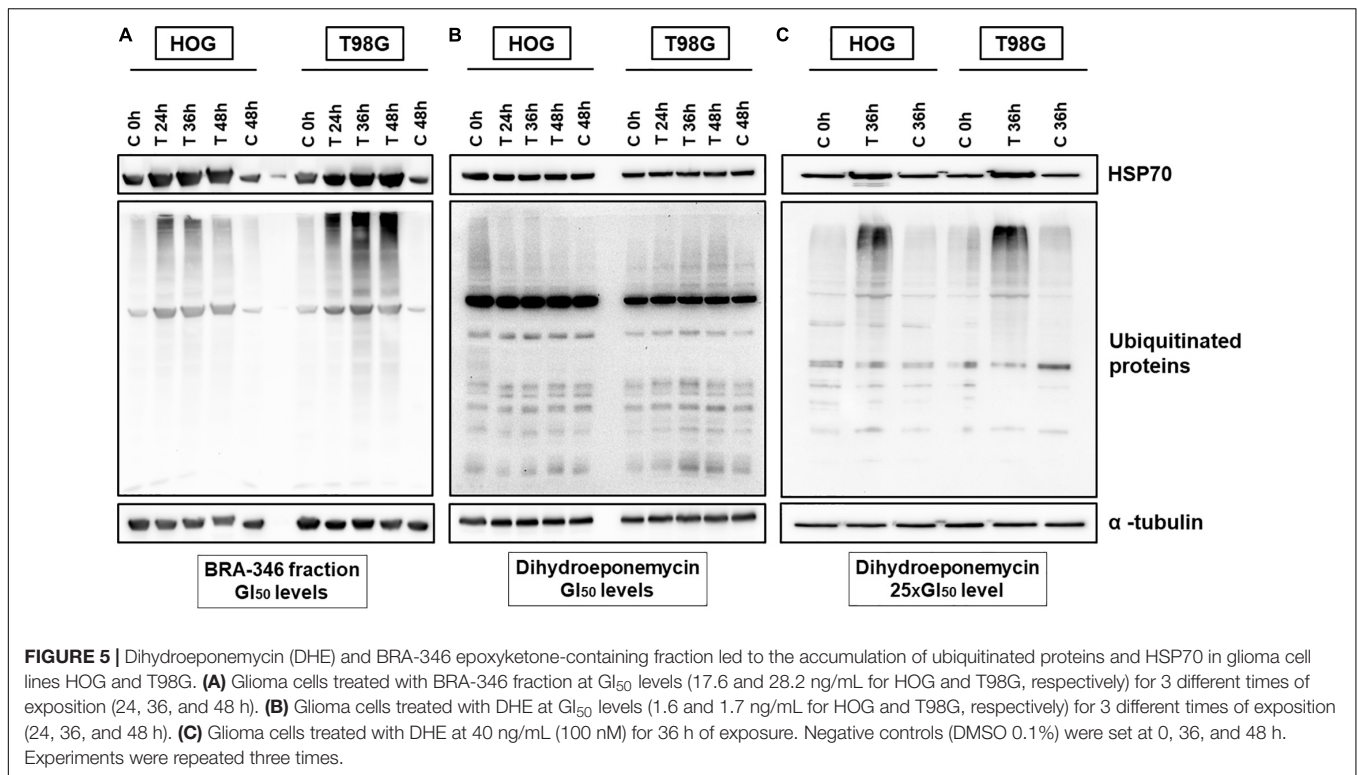 A HOG T98G B HOG T98G C HOG T98G
C 0h T 24h T 36h T 48h C 48h C 0h T 24h T 36h T 48h C 48h C 0h T 24h T 36h T 48h C 48h C 0h T 24h T 36h T 48h C 48h C 0h T 36h C 36h C 0h T 36h C 36h
HSP70
Ubiquitinated
proteins
α -tubulin
BRA-346 fraction
GI50 levels
Dihydroeponemycin
GI50 levels
Dihydroeponemycin
25xGI50 level
FIGURE 5 | Dihydroeponemycin (DHE) and BRA-346 epoxyketone-containing fraction led to the accumulation of ubiquitinated proteins and HSP70 in glioma cell
lines HOG and T98G. (A) Glioma cells treated with BRA-346 fraction at GI50 levels (17.6 and 28.2 ng/mL for HOG and T98G, respectively) for 3 different times of
exposition (24, 36, and 48 h). (B) Glioma cells treated with DHE at GI50 levels (1.6 and 1.7 ng/mL for HOG and T98G, respectively) for 3 different times of exposition
(24, 36, and 48 h). (C) Glioma cells treated with DHE at 40 ng/mL (100 nM) for 36 h of exposure. Negative controls (DMSO 0.1%) were set at 0, 36, and 48 h.
Experiments were repeated three times.